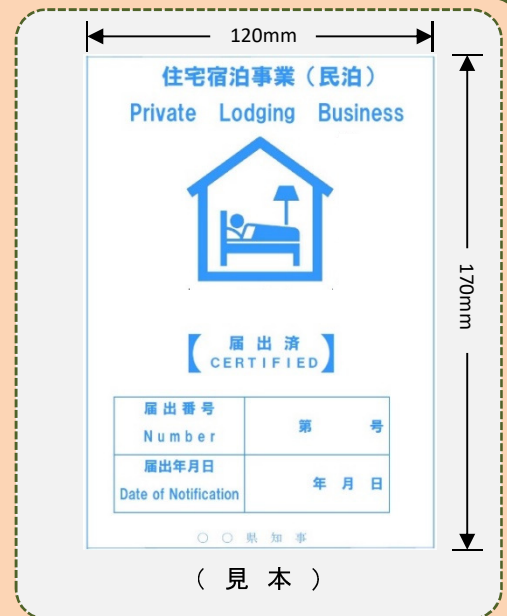 120mm
住宅宿泊事業（民泊）
Private Lodging Business
170mm
【届出済
CERTIFIED】
届出番号
Number
第 号
届出年月日
Date of Notification
年 月 日
○○県知事
（見本）